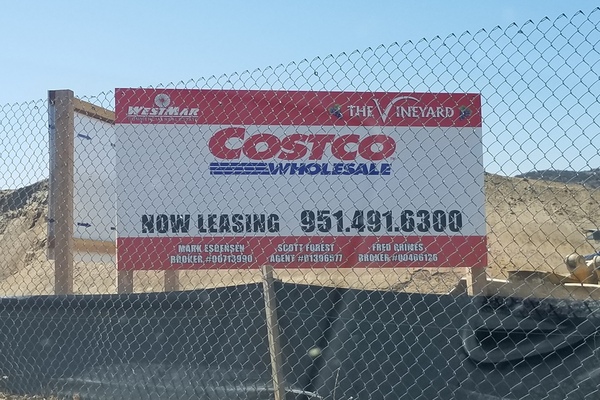 WESTMAR
THE VINEYARD
COSTCO
WHOLESALE
NOW LEASING 951.491.6300
MARK ESBENSEN SCOTT FOREST FRED GRIMES
BROKER #00713990 AGENT #01396577 BROKER #00466126